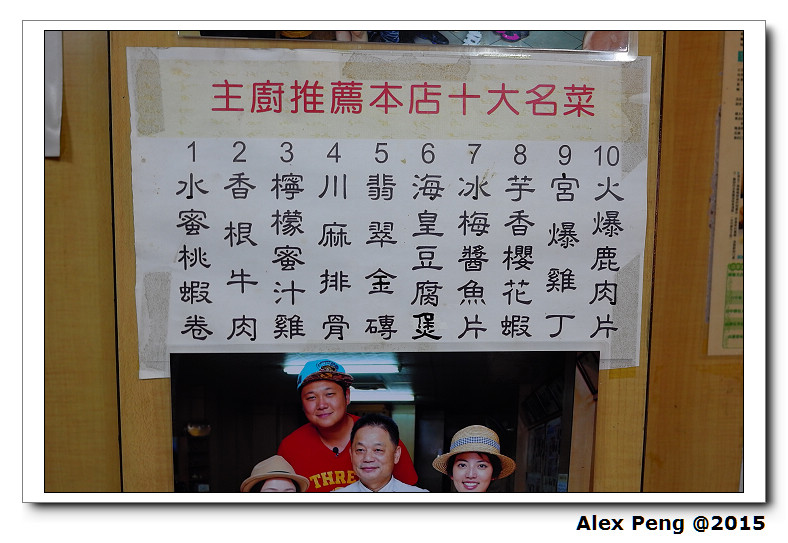 主廚推薦本店十大名菜
1 水蜜桃蝦卷
2 香根牛肉
3 檸檬蜜汁雞
4 川麻排骨
5 翡翠金磚
6 海皇豆腐煲
7 冰梅醬魚片
8 芋香櫻花蝦
9 宮爆雞丁
10 火爆鹿肉片
THRE
Alex Peng @2015